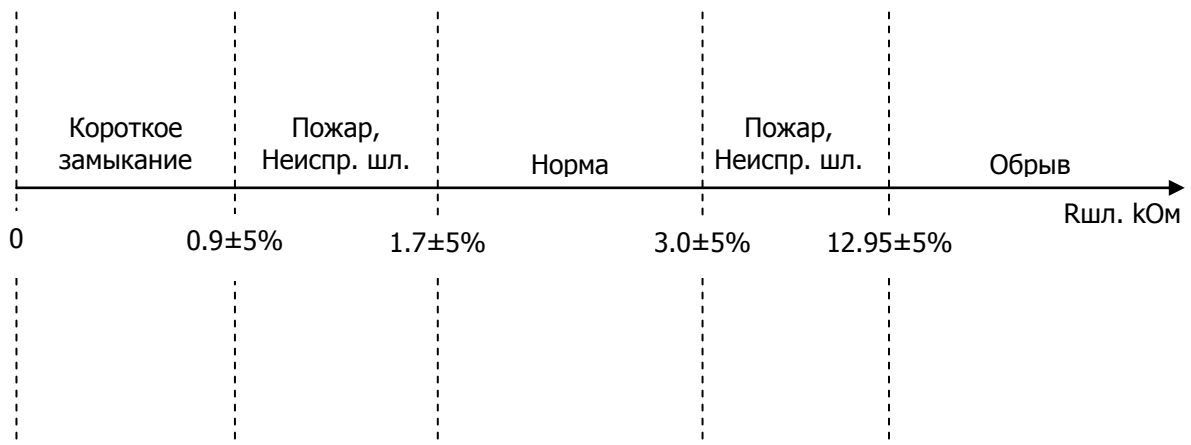 Короткое
замыкание
Пожар,
Неиспр. шл.
Норма
Пожар,
Неиспр. шл.
Обрыв
Rшл. kОм
0
0.9±5%
1.7±5%
3.0±5%
12.95±5%